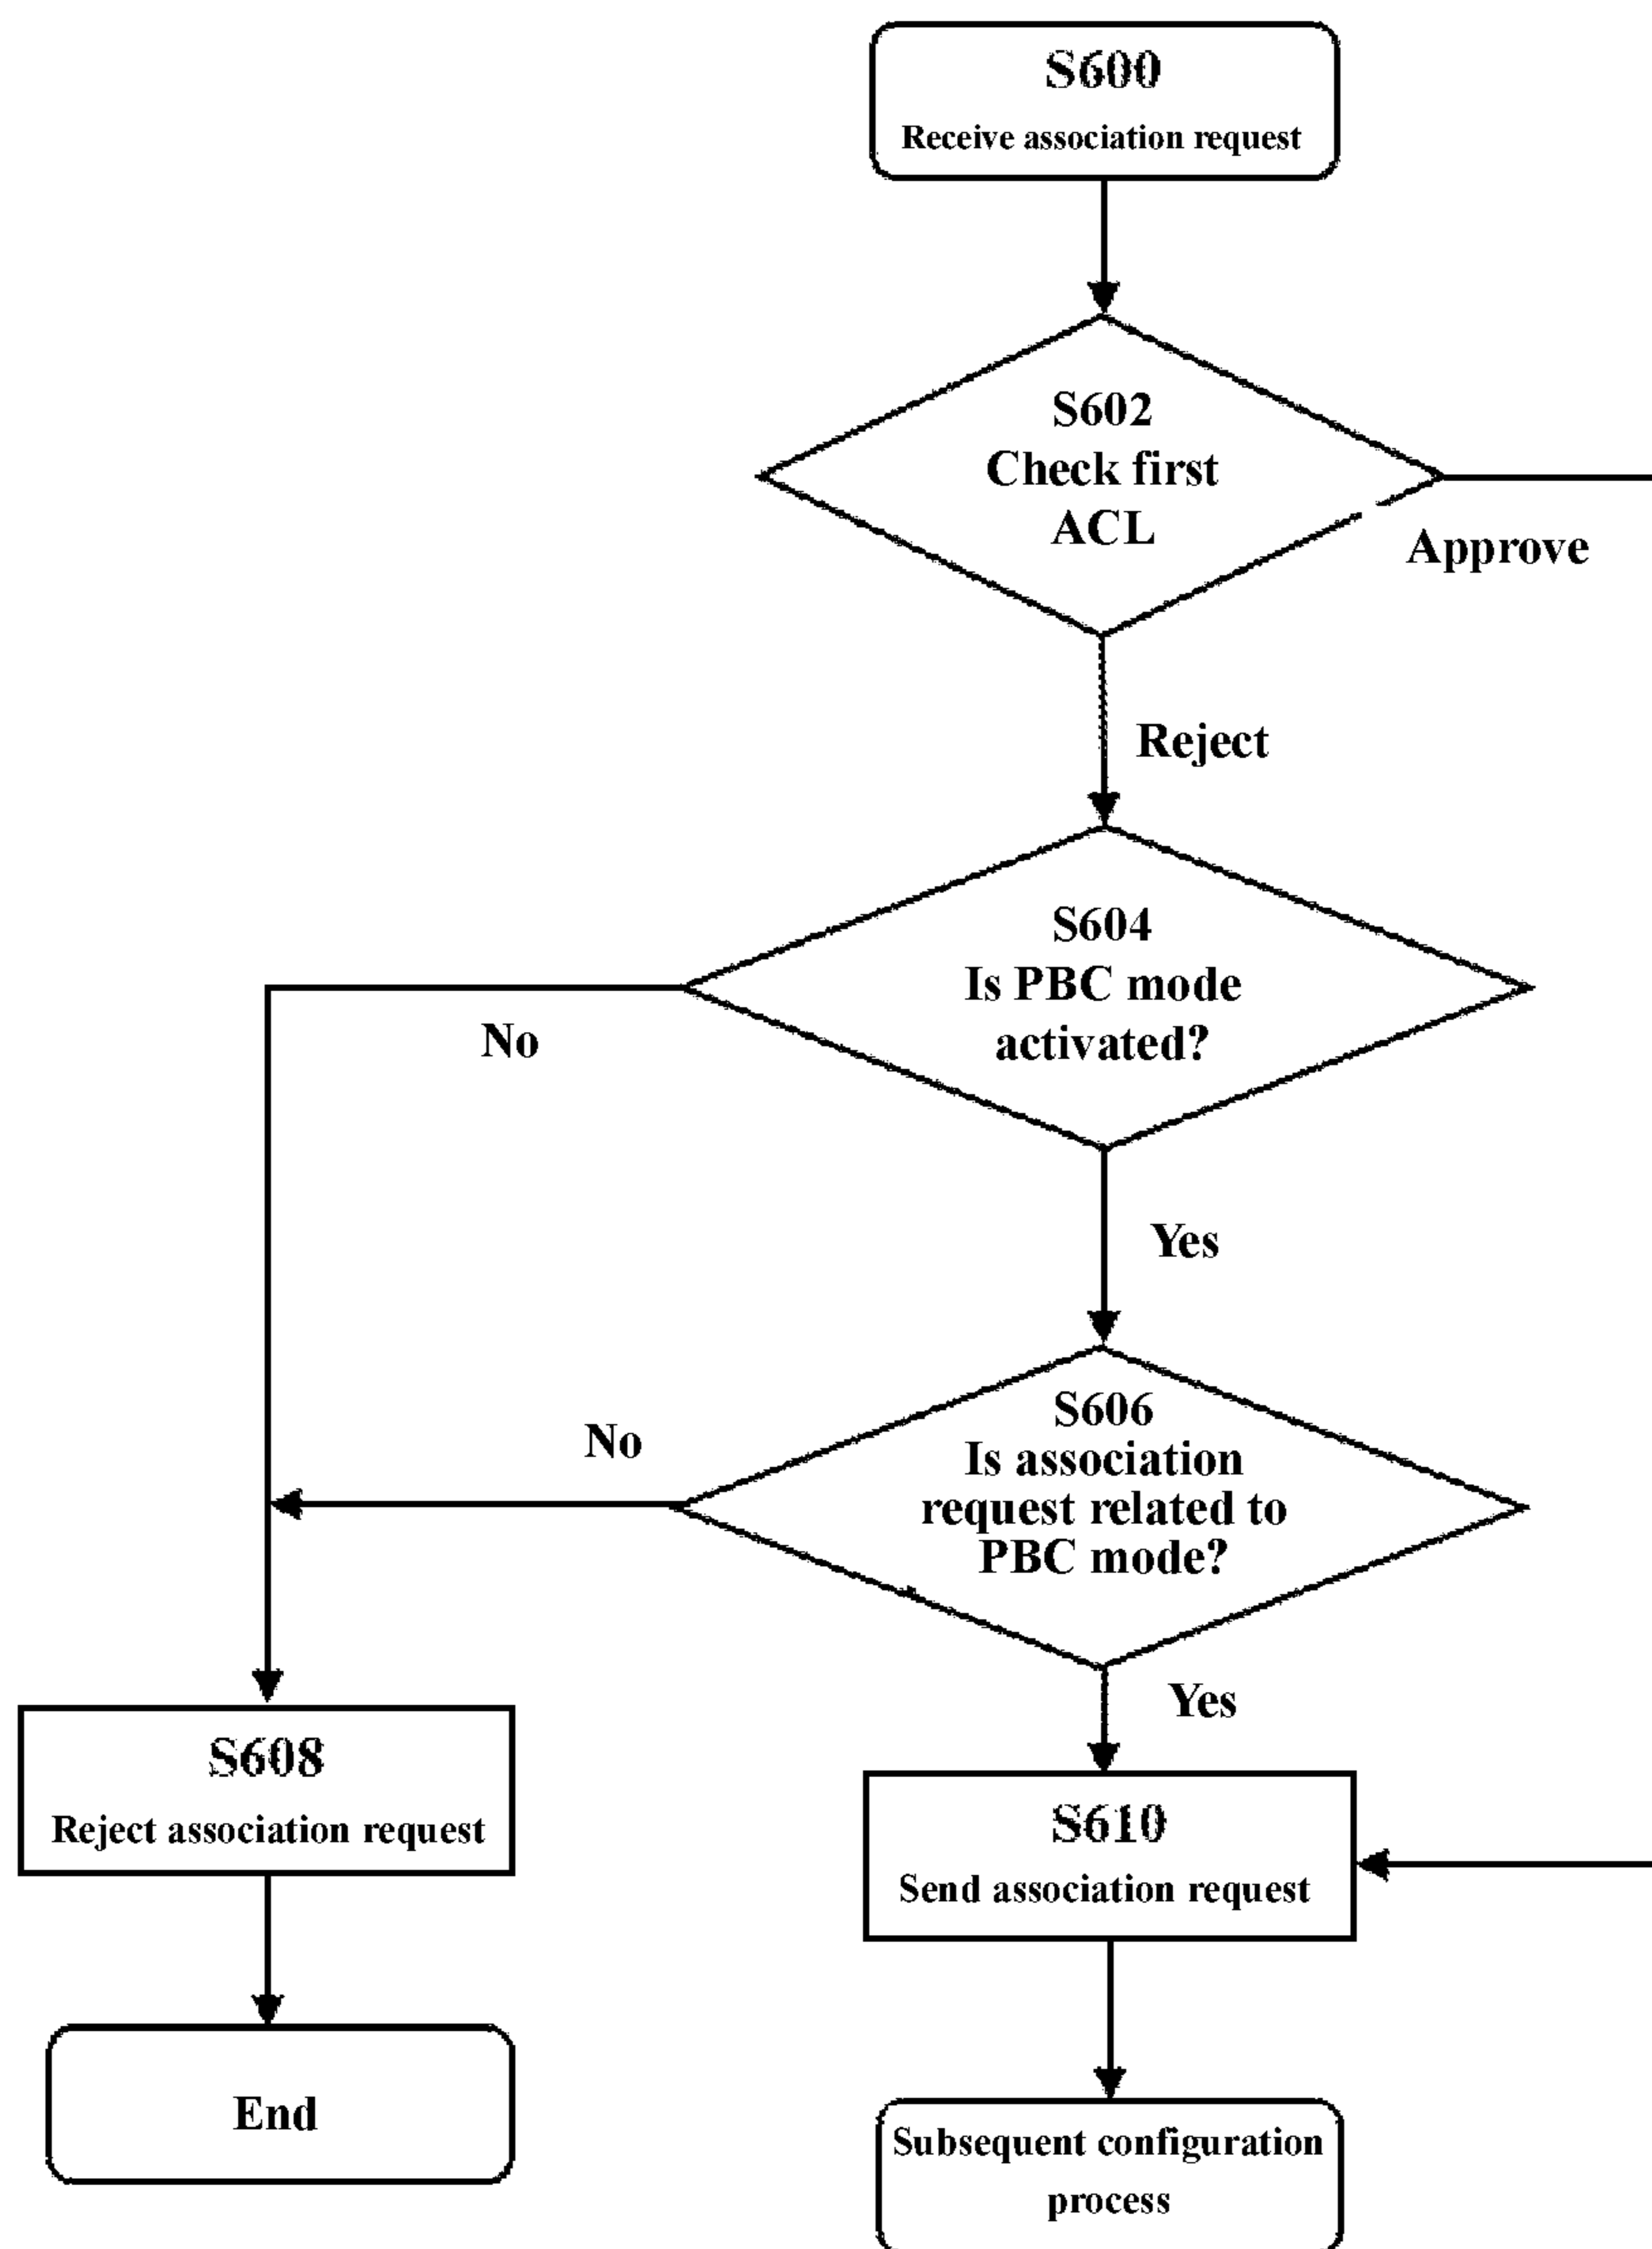 S600
Receive association request
S602
Check first
ACL
Approve
Reject
S604
Is PBC mode
activated?
No
Yes
S606
Is association
request related to
PBC mode?
No
Yes
S608
Reject association request
S610
Send association request
End
Subsequent configuration
process